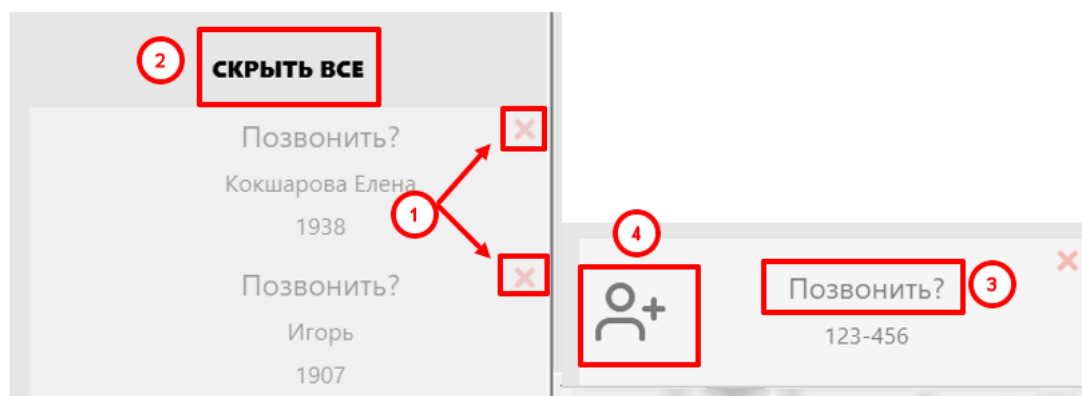 2
СКРЫТЬ ВСЕ
Позвонить?
Кокшарова Елена
1
1938
Позвонить?
Игорь
1907
4
Позвонить?
3
123-456